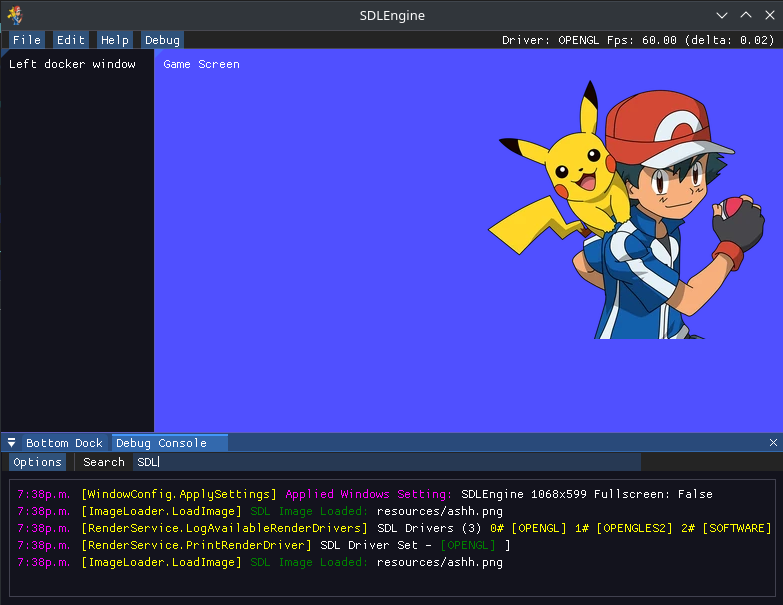 SDLEngine
File Edit Help Debug Driver: OPENGL Fps: 60.00 (delta: 0.02)
Left docker window Game Screen
Bottom Dock Debug Console
Options Search SDL
7:38p.m. [WindowConfig.ApplySettings] Applied Windows Setting: SDLEngine 1068x599 Fullscreen: False
7:38p.m. [ImageLoader.LoadImage] SDL Image Loaded: resources/ashh.png
7:38p.m. [RenderService.LogAvailableRenderDrivers] SDL Drivers (3) 0# [OPENGL] 1# [OPENGLES2] 2# [SOFTWARE]
7:38p.m. [RenderService.PrintRenderDriver] SDL Driver Set - [OPENGL] ]
7:38p.m. [ImageLoader.LoadImage] SDL Image Loaded: resources/ashh.png